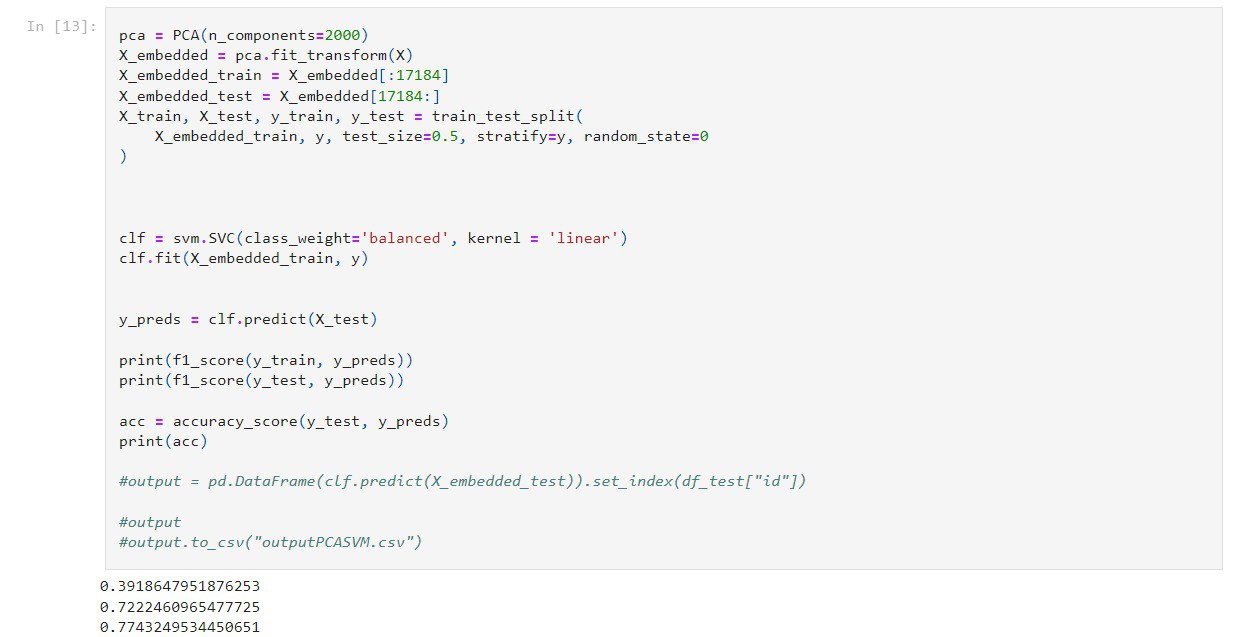 In [13]:
pca = PCA(n_components=2000)
X_embedded = pca.fit_transform(X)
X_embedded_train = X_embedded[:17184]
X_embedded_test = X_embedded[17184:]
X_train, X_test, y_train, y_test = train_test_split(
    X_embedded_train, y, test_size=0.5, stratify=y, random_state=0
)
clf = svm.SVC(class_weight='balanced', kernel = 'linear')
clf.fit(X_embedded_train, y)
y_preds = clf.predict(X_test)
print(f1_score(y_train, y_preds))
print(f1_score(y_test, y_preds))
acc = accuracy_score(y_test, y_preds)
print(acc)
#output = pd.DataFrame(clf.predict(X_embedded_test)).set_index(df_test["id"])
#output
#output.to_csv("outputPCASVM.csv")
0.3918647951876253
0.7222460965477725
0.7743249534450651